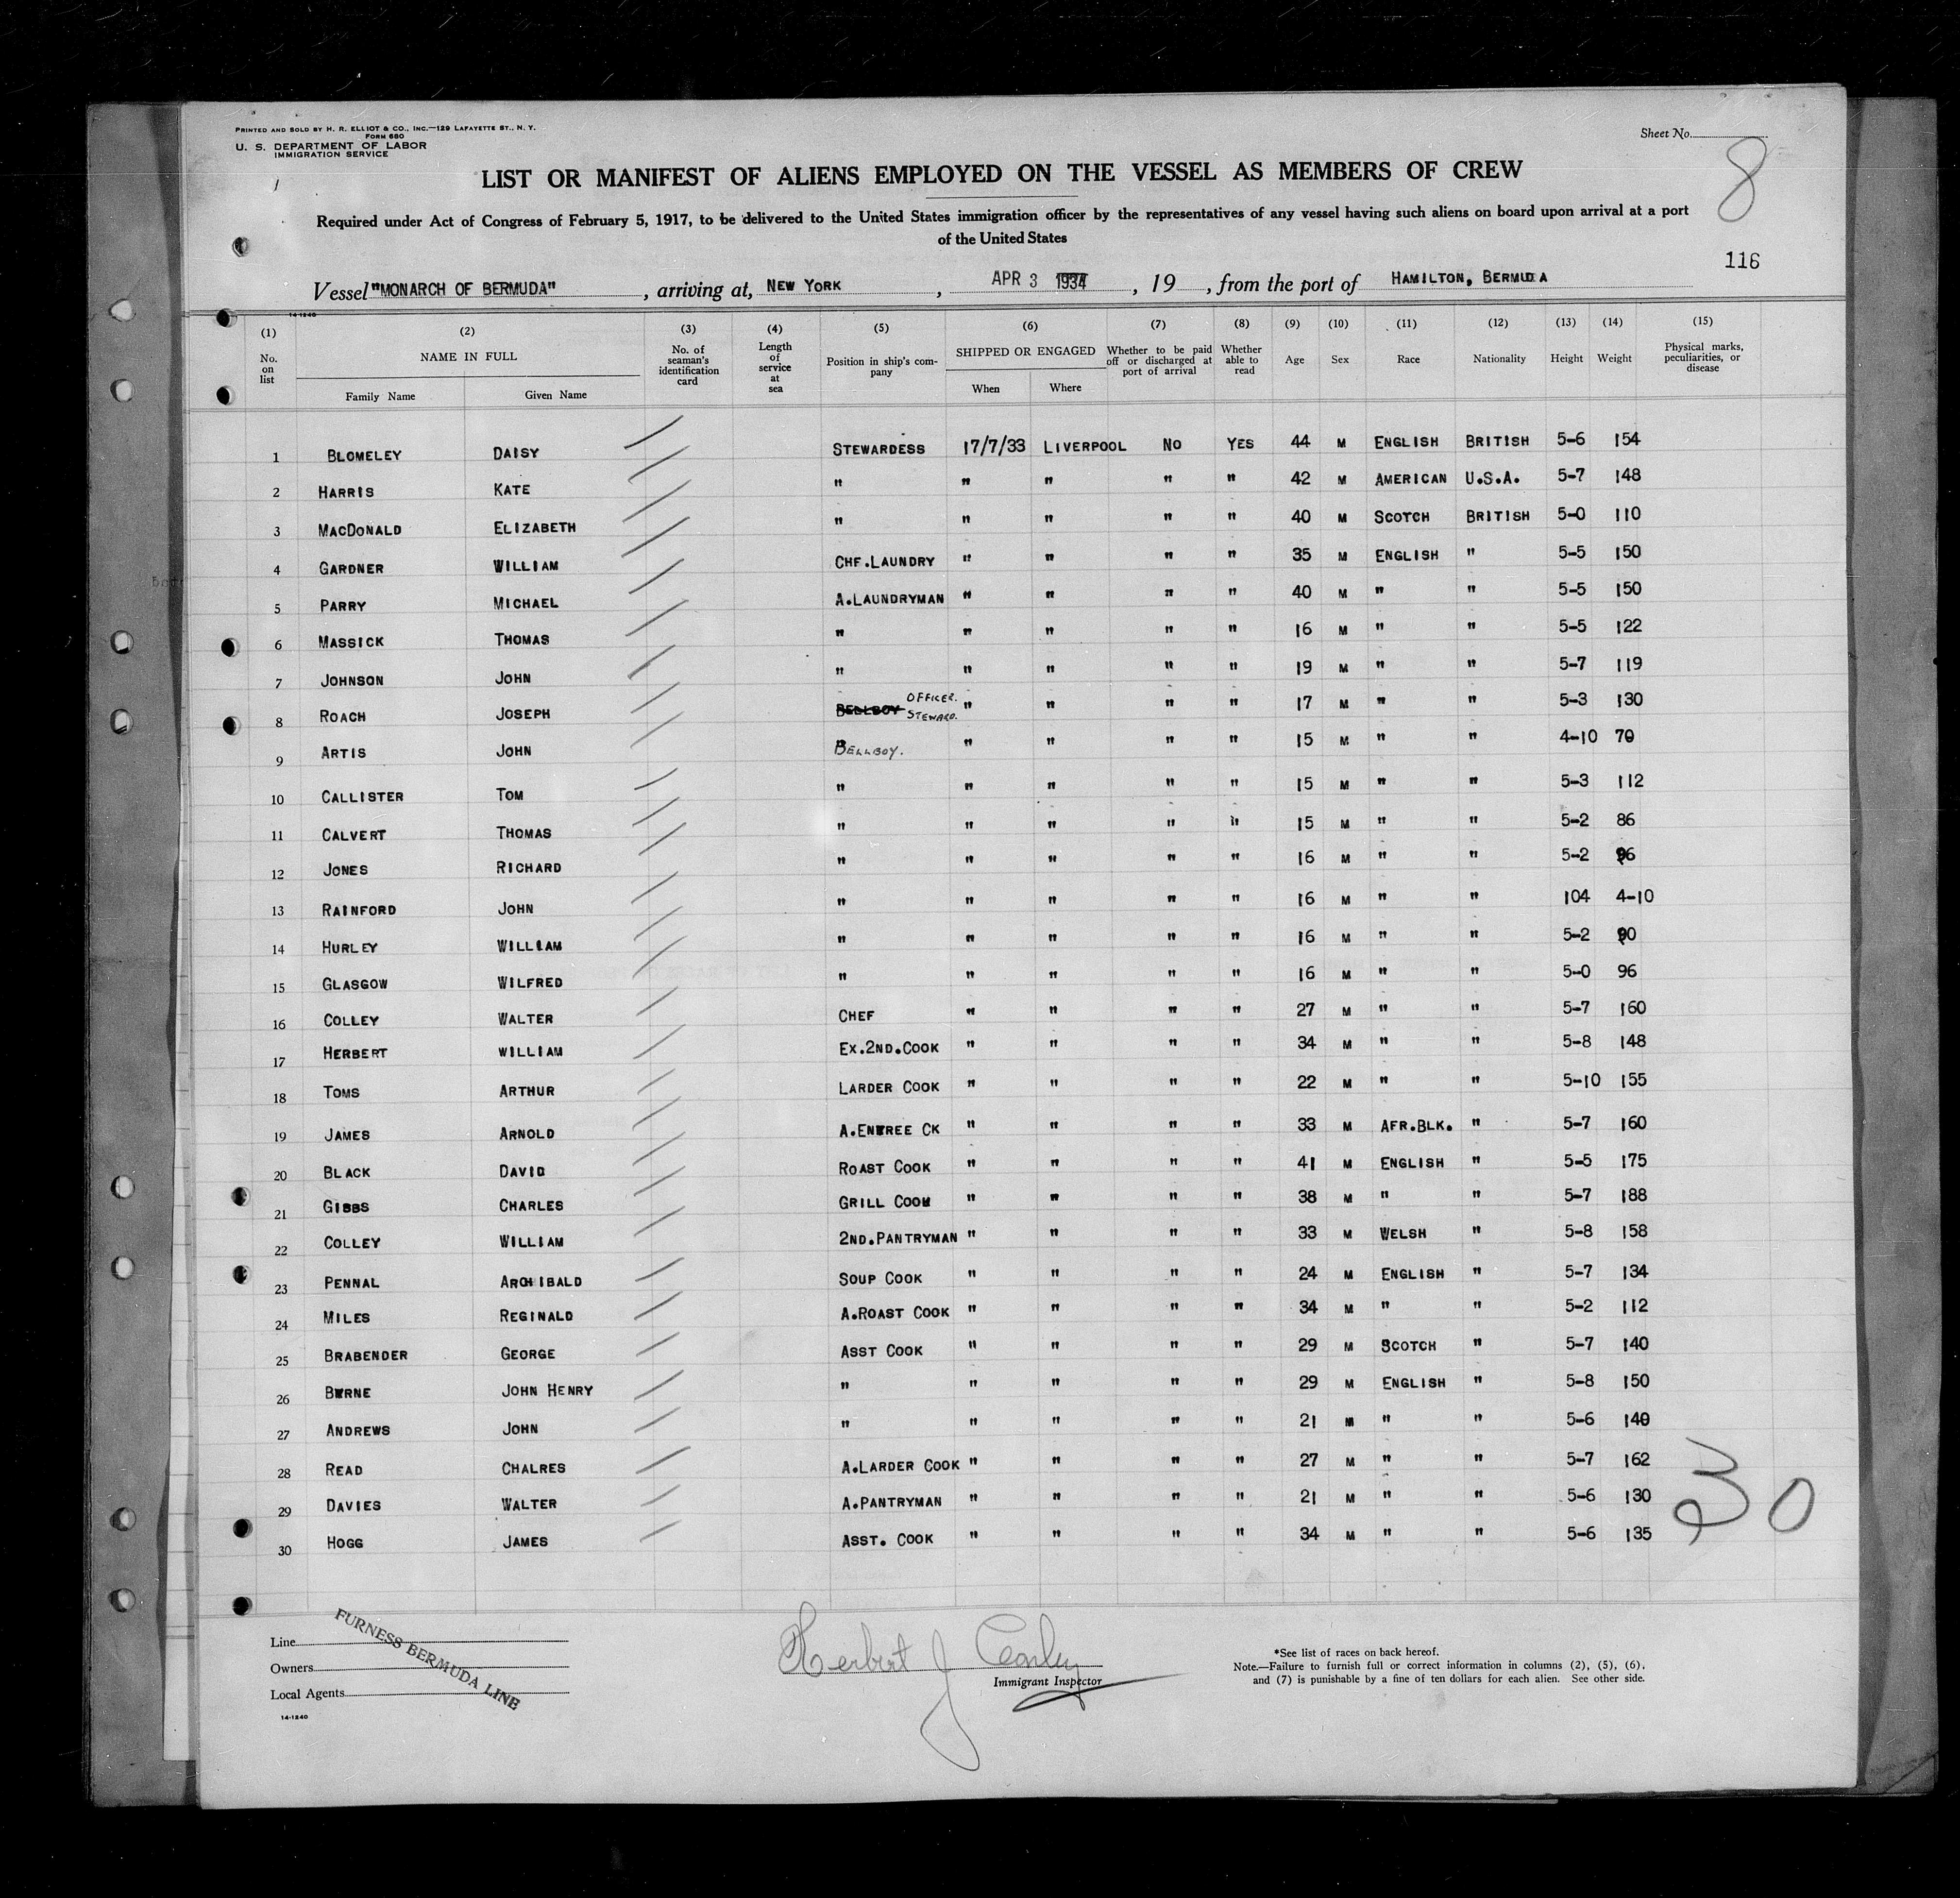 PRINTED AND SOLD BY H. R. ELLIOT & CO., INC.—129 LAFAYETTE ST., N. Y.
FORM 680
U. S. DEPARTMENT OF LABOR
IMMIGRATION SERVICE
Sheet No.
8
LIST OR MANIFEST OF ALIENS EMPLOYED ON THE VESSEL AS MEMBERS OF CREW
Required under Act of Congress of February 5, 1917, to be delivered to the United States immigration officer by the representatives of any vessel having such aliens on board upon arrival at a port
of the United States
116
Vessel "MONARCH OF BERMUDA", arriving at, NEW YORK, APR 3 1934, 19, from the port of HAMILTON, BERMUDA
14-1240
(1) (2) (3) (4) (5) (6) (7) (8) (9) (10) (11) (12) (13) (14) (15)
No. on list NAME IN FULL Family Name Given Name No. of seaman's identification card Length of service at sea Position in ship's company SHIPPED OR ENGAGED When Where Whether to be paid off or discharged at port of arrival Whether able to read Age Sex Race Nationality Height Weight Physical marks, peculiarities, or disease
1 BLOMELEY DAISY STEWARDESS 17/7/33 LIVERPOOL NO YES 44 M ENGLISH BRITISH 5-6 154
2 HARRIS KATE " " " " " 42 M AMERICAN U.S.A. 5-7 148
3 MACDONALD ELIZABETH " " " " " 40 M SCOTCH BRITISH 5-0 110
4 GARDNER WILLIAM CHF.LAUNDRY " " " " 35 M ENGLISH " 5-5 150
5 PARRY MICHAEL A.LAUNDRYMAN " " " " 40 M " " 5-5 150
6 MASSICK THOMAS " " " " " 16 M " " 5-5 122
7 JOHNSON JOHN " " " " " 19 M " " 5-7 119
8 ROACH JOSEPH BELLBOY OFFICER. STEWARD. " " " " 17 M " " 5-3 130
9 ARTIS JOHN BELLBOY. " " " " 15 M " " 4-10 70
10 CALLISTER TOM " " " " " 15 M " " 5-3 112
11 CALVERT THOMAS " " " " " 15 M " " 5-2 86
12 JONES RICHARD " " " " " 16 M " " 5-2 96
13 RAINFORD JOHN " " " " " 16 M " " 104 4-10
14 HURLEY WILLIAM " " " " " 16 M " " 5-2 90
15 GLASGOW WILFRED " " " " " 16 M " " 5-0 96
16 COLLEY WALTER CHEF " " " " 27 M " " 5-7 160
17 HERBERT WILLIAM EX.2ND.COOK " " " " 34 M " " 5-8 148
18 TOMS ARTHUR LARDER COOK " " " " 22 M " " 5-10 155
19 JAMES ARNOLD A.ENTREE CK " " " " 33 M AFR.BLK. " 5-7 160
20 BLACK DAVID ROAST COOK " " " " 41 M ENGLISH " 5-5 175
21 GIBBS CHARLES GRILL COOK " " " " 38 M " " 5-7 188
22 COLLEY WILLIAM 2ND.PANTRYMAN " " " " 33 M WELSH " 5-8 158
23 PENNAL ARCHIBALD SOUP COOK " " " " 24 M ENGLISH " 5-7 134
24 MILES REGINALD A.ROAST COOK " " " " 34 M " " 5-2 112
25 BRABENDER GEORGE ASST COOK " " " " 29 M SCOTCH " 5-7 140
26 BYRNE JOHN HENRY " " " " " 29 M ENGLISH " 5-8 150
27 ANDREWS JOHN " " " " " 21 M " " 5-6 140
28 READ CHALRES A.LARDER COOK " " " " 27 M " " 5-7 162
29 DAVIES WALTER A.PANTRYMAN " " " " 21 M " " 5-6 130
30 HOGG JAMES ASST. COOK " " " " 34 M " " 5-6 135
30
Line
Owners
Local Agents
FURNESS BERMUDA LINE
14-1240
Herbert J Conley
Immigrant Inspector
*See list of races on back hereof.
Note.—Failure to furnish full or correct information in columns (2), (5), (6),
and (7) is punishable by a fine of ten dollars for each alien. See other side.